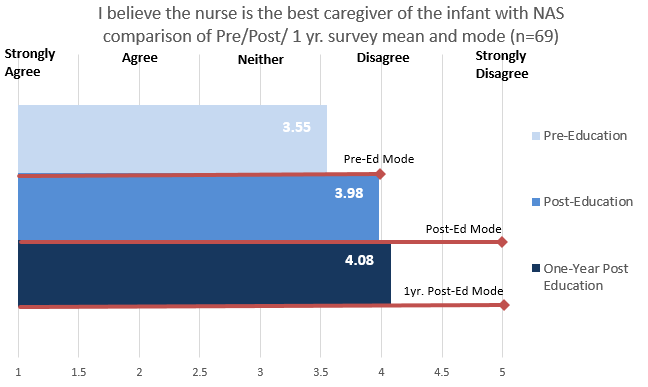 I believe the nurse is the best caregiver of the infant with NAS
comparison of Pre/Post/ 1 yr. survey mean and mode (n=69)
Strongly
Agree
Agree
Neither
Disagree
Strongly
Disagree
3.55
Pre-Ed Mode
Pre-Education
3.98
Post-Ed Mode
Post-Education
4.08
1yr. Post-Ed Mode
One-Year Post
Education
1 1.5 2 2.5 3 3.5 4 4.5 5